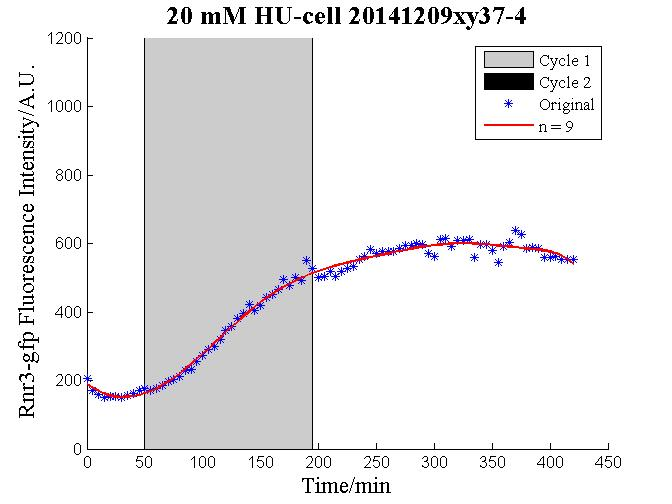 20 mM HU-cell 20141209xy37-4
Rnr3-gfp Fluorescence Intensity/A.U.
1200
1000
800
600
400
200
0
Cycle 1
Cycle 2
Original
n = 9
0 50 100 150 200 250 300 350 400 450
Time/min